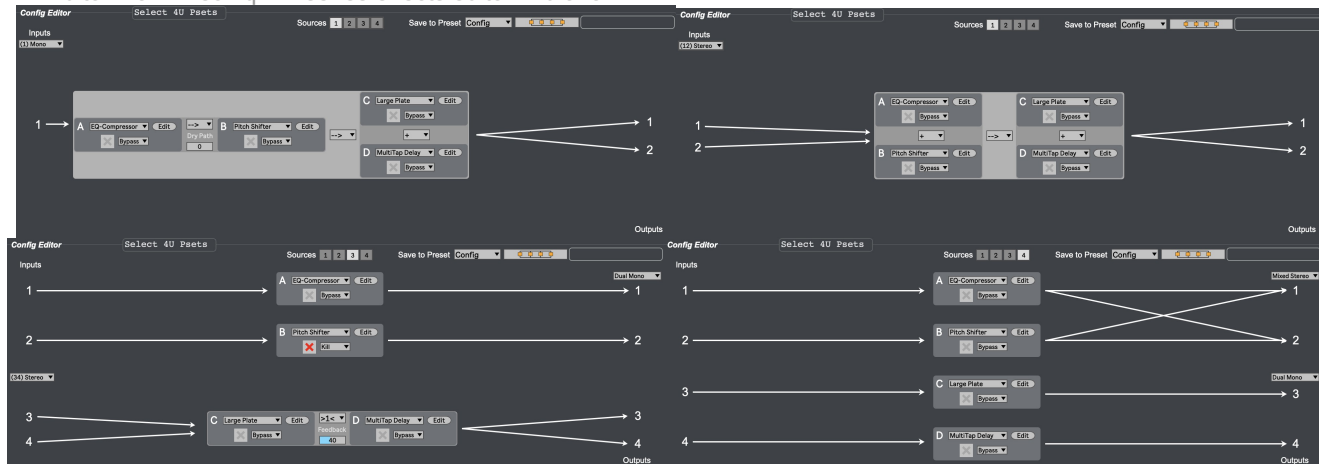 Config Editor Select 4U Psets
Sources 1 2 3 4 Save to Preset Config
Inputs
(1) Mono
C Large Plate Edit
Bypass
1 A EQ-Compressor Edit --> B Pitch Shifter Edit --> + 1
Bypass Dry Path Bypass
0
D MultiTap Delay Edit 2
Bypass
Outputs
Config Editor Select 4U Psets
Sources 1 2 3 4 Save to Preset Config
Inputs
(12) Stereo
A EQ-Compressor Edit C Large Plate Edit
Bypass Bypass
1 + --> + 1
2 B Pitch Shifter Edit D MultiTap Delay Edit 2
Bypass Bypass
Outputs
Config Editor Select 4U Psets
Sources 1 2 3 4 Save to Preset Config
Inputs
Dual Mono
1 A EQ-Compressor Edit 1
Bypass
2 B Pitch Shifter Edit 2
Kill
(34) Stereo
3 C Large Plate Edit >1< D MultiTap Delay Edit 3
4 Bypass Feedback Bypass 4
40
Outputs
Config Editor Select 4U Psets
Sources 1 2 3 4 Save to Preset Config
Inputs
Mixed Stereo
1 A EQ-Compressor Edit 1
Bypass
2 B Pitch Shifter Edit 2
Bypass
Dual Mono
3 C Large Plate Edit 3
Bypass
4 D MultiTap Delay Edit 4
Bypass
Outputs